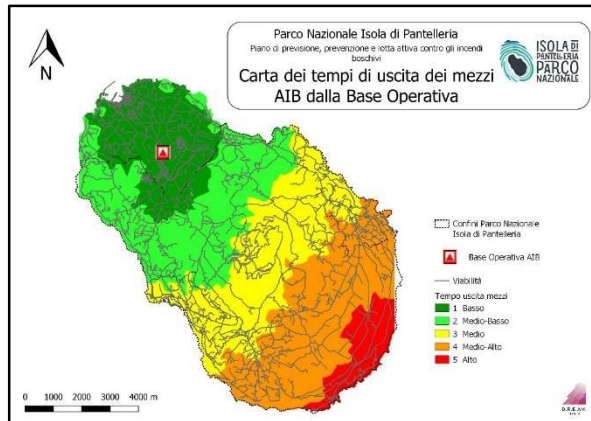 Parco Nazionale Isola di Pantelleria
Piano di previsione, prevenzione e lotta attiva contro gli incendi
boschivi
Carta dei tempi di uscita dei mezzi
AIB dalla Base Operativa
ISOLA DI
PANTELLERIA
PARCO
NAZIONALE
N
Confini Parco Nazionale
Isola di Pantelleria
Base Operativa AIB
Viabilità
Tempo uscita mezzi
1 Basso
2 Medio-Basso
3 Medio
4 Medio-Alto
5 Alto
0 1000 2000 3000 4000 m